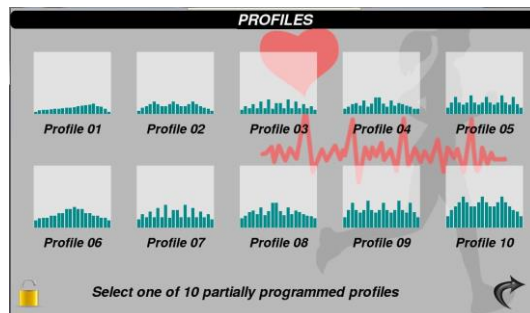 PROFILES
Profile 01 Profile 02 Profile 03 Profile 04 Profile 05
Profile 06 Profile 07 Profile 08 Profile 09 Profile 10
Select one of 10 partially programmed profiles